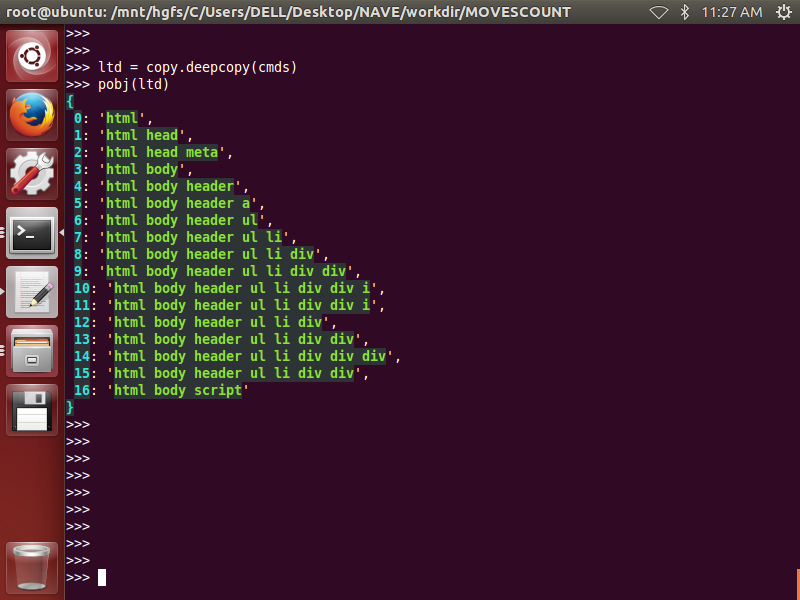 root@ubuntu: /mnt/hgfs/C/Users/DELL/Desktop/NAVE/workdir/MOVESCOUNT 11:27 AM
>>>
>>>
>>> ltd = copy.deepcopy(cmds)
>>> pobj(ltd)
{
 0: 'html',
 1: 'html head',
 2: 'html head meta',
 3: 'html body',
 4: 'html body header',
 5: 'html body header a',
 6: 'html body header ul',
 7: 'html body header ul li',
 8: 'html body header ul li div',
 9: 'html body header ul li div div',
 10: 'html body header ul li div div i',
 11: 'html body header ul li div div i',
 12: 'html body header ul li div',
 13: 'html body header ul li div div',
 14: 'html body header ul li div div div',
 15: 'html body header ul li div div',
 16: 'html body script'
}
>>>
>>>
>>>
>>>
>>>
>>>
>>>
>>>
>>>
>>>